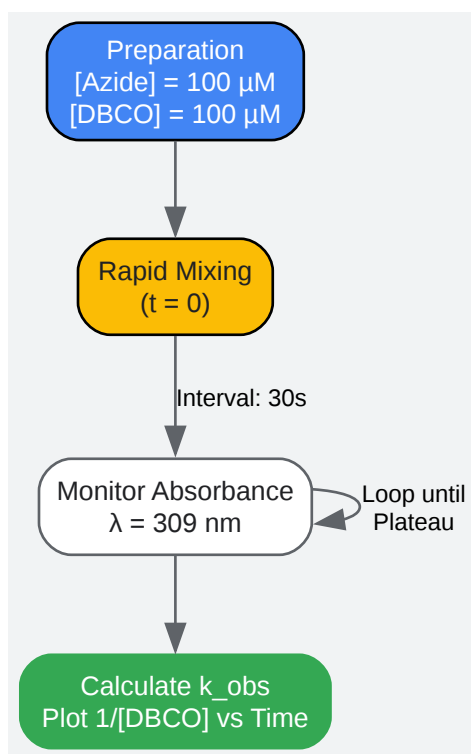 Preparation
[Azide] = 100 µM
[DBCO] = 100 µM
Rapid Mixing
(t = 0)
Interval: 30s
Monitor Absorbance
λ = 309 nm
Loop until
Plateau
Calculate k_obs
Plot 1/[DBCO] vs Time